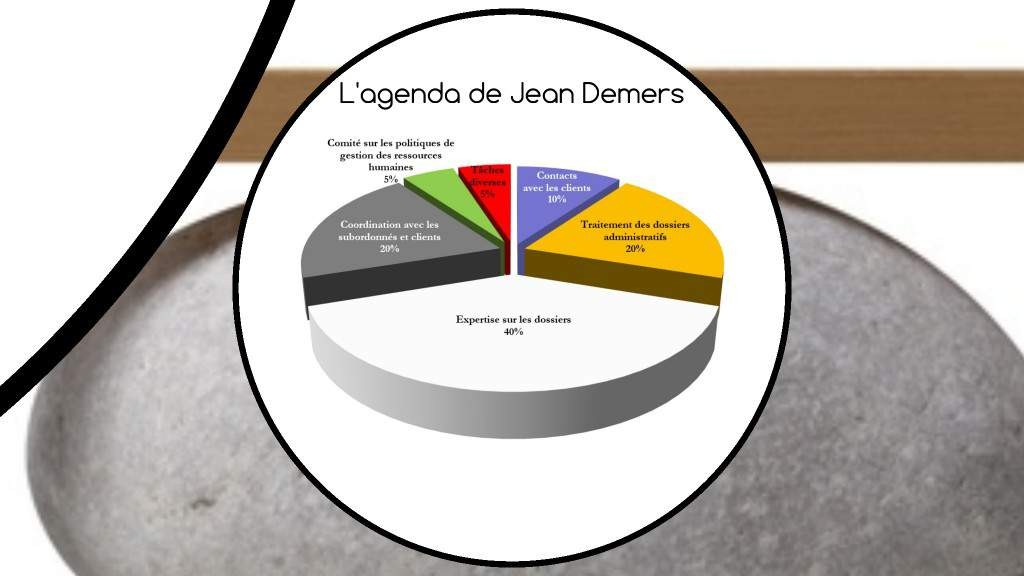 L'agenda de Jean Demers
Comité sur les politiques de
gestion des ressources
humaines
5%
Tâches
diverses
5%
Contacts
avec les clients
10%
Coordination avec les
subordonnés et clients
20%
Traitement des dossiers
administratifs
20%
Expertise sur les dossiers
40%